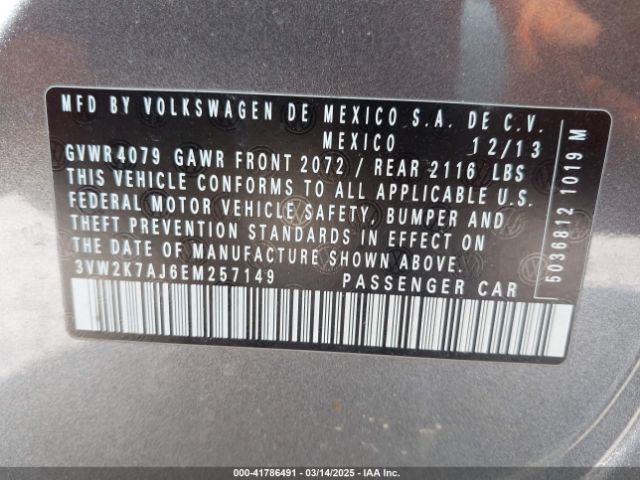 MFD BY VOLKSWAGEN DE MEXICO S.A. DE C.V.
MEXICO 12/13
GVWR4079 GAWR FRONT 2072 / REAR 2116 LBS
THIS VEHICLE CONFORMS TO ALL APPLICABLE U.S.
FEDERAL MOTOR VEHICLE SAFETY, BUMPER AND
THEFT PREVENTION STANDARDS IN EFFECT ON
THE DATE OF MANUFACTURE SHOWN ABOVE.
3VW2K7AJ6EM257149 PASSENGER CAR
5036812 1019 M
000-41786491 — 03/14/2025 — IAA Inc.